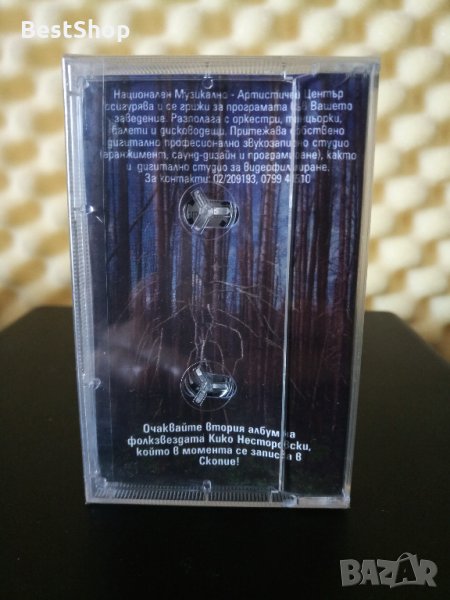 BestShop
Национален Музикално - Артистичен Център
осигурява и се грижи за програмата във Вашето
заведение. Разполага с оркестри, танцьорки,
балети и дисководещи. Притежава собствено
дигитално професионално звукозаписно студио
(аранжимент, саунд-дизайн и програмиране), както
и дигитално студио за видеофилмиране.
За контакти: 02/209193, 0799
Очаквайте втория албум на
фолкзвездата Кико Несторовски,
който в момента се записва в
Скопие!
BAZAR